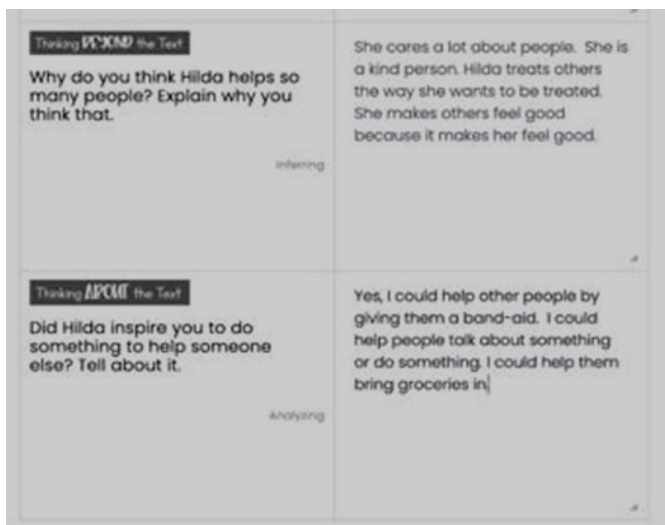 Thinking BEYOND the Text
Why do you think Hilda helps so
many people? Explain why you
think that.
Inferring
She cares a lot about people. She is
a kind person. Hilda treats others
the way she wants to be treated.
She makes others feel good
because it makes her feel good.
Thinking ABOUT the Text
Did Hilda inspire you to do
something to help someone
else? Tell about it.
Analyzing
Yes, I could help other people by
giving them a band-aid. I could
help people talk about something
or do something. I could help them
bring groceries in